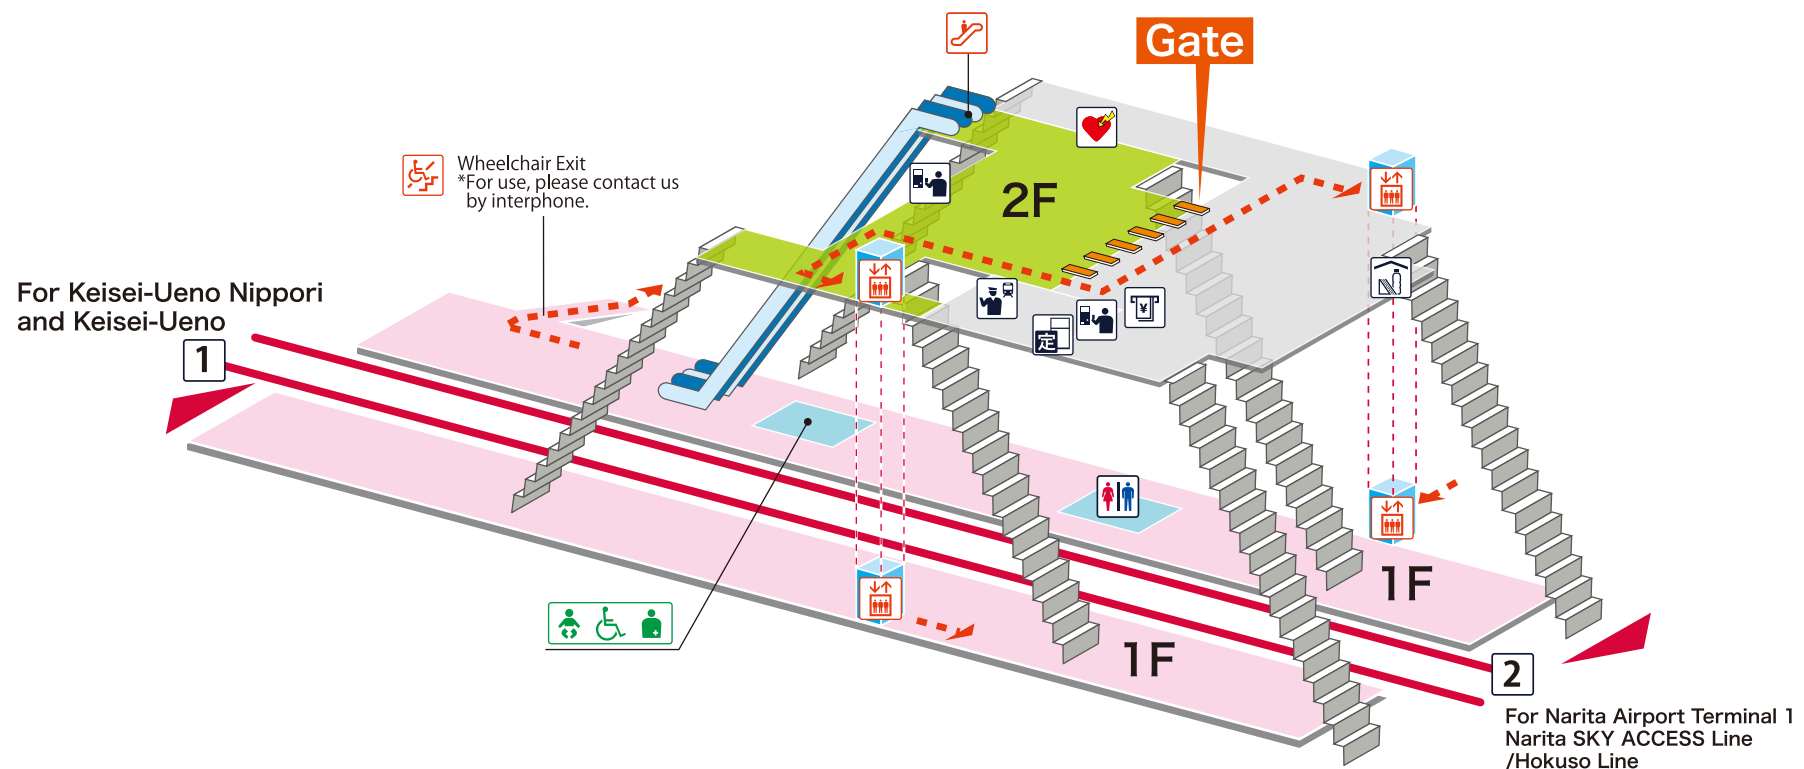 Gate
Wheelchair Exit
*For use, please contact us
by interphone.
2F
For Keisei-Ueno Nippori
and Keisei-Ueno
1
¥
定
1F
1F
2
For Narita Airport Terminal 1
Narita SKY ACCESS Line
/Hokuso Line